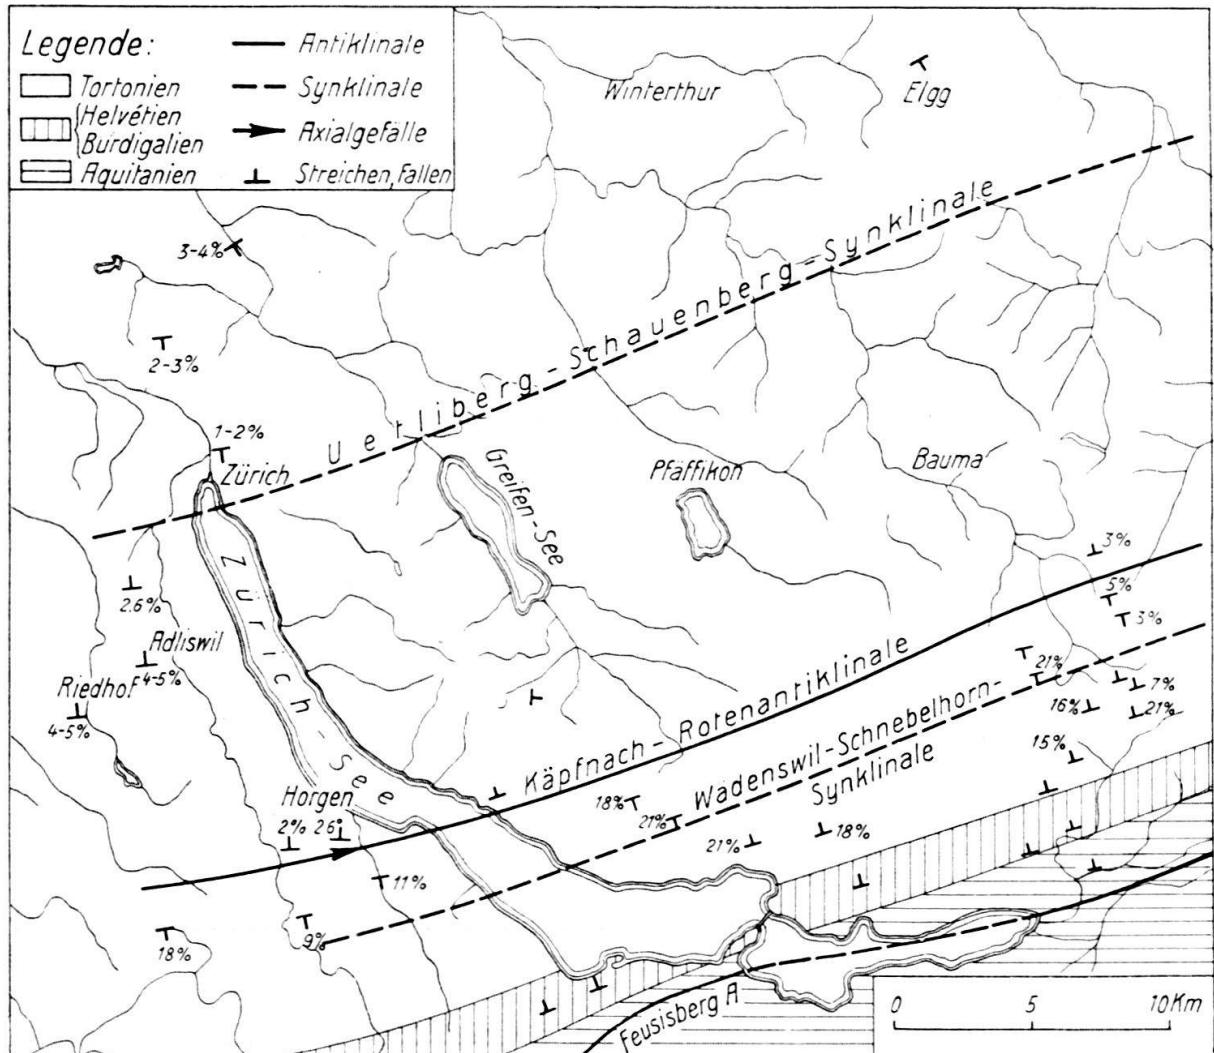 Legende:
Tortonien
Helvétien
Burdigalien
Aquitanien
Antiklinale
Synklinale
Axialgefälle
Streichen, Fallen
Winterthur
Elgg
3-4%
2-3%
Uetliberg-Schauenberg-Synklinale
1-2%
Zürich
Greifen-See
Pfäffikon
Bauma
3%
5%
3%
2.6%
Adliswil
4-5%
Riedhof
4-5%
Zürich-See
Käpfnach-Rotenantiklinale
Wädenswil-Schnebelhorn-
Synklinale
21%
7%
16%
21%
15%
Horgen
2%
26°
18%
21%
21%
18%
11%
9%
18%
Feusisberg A
0 5 10 Km